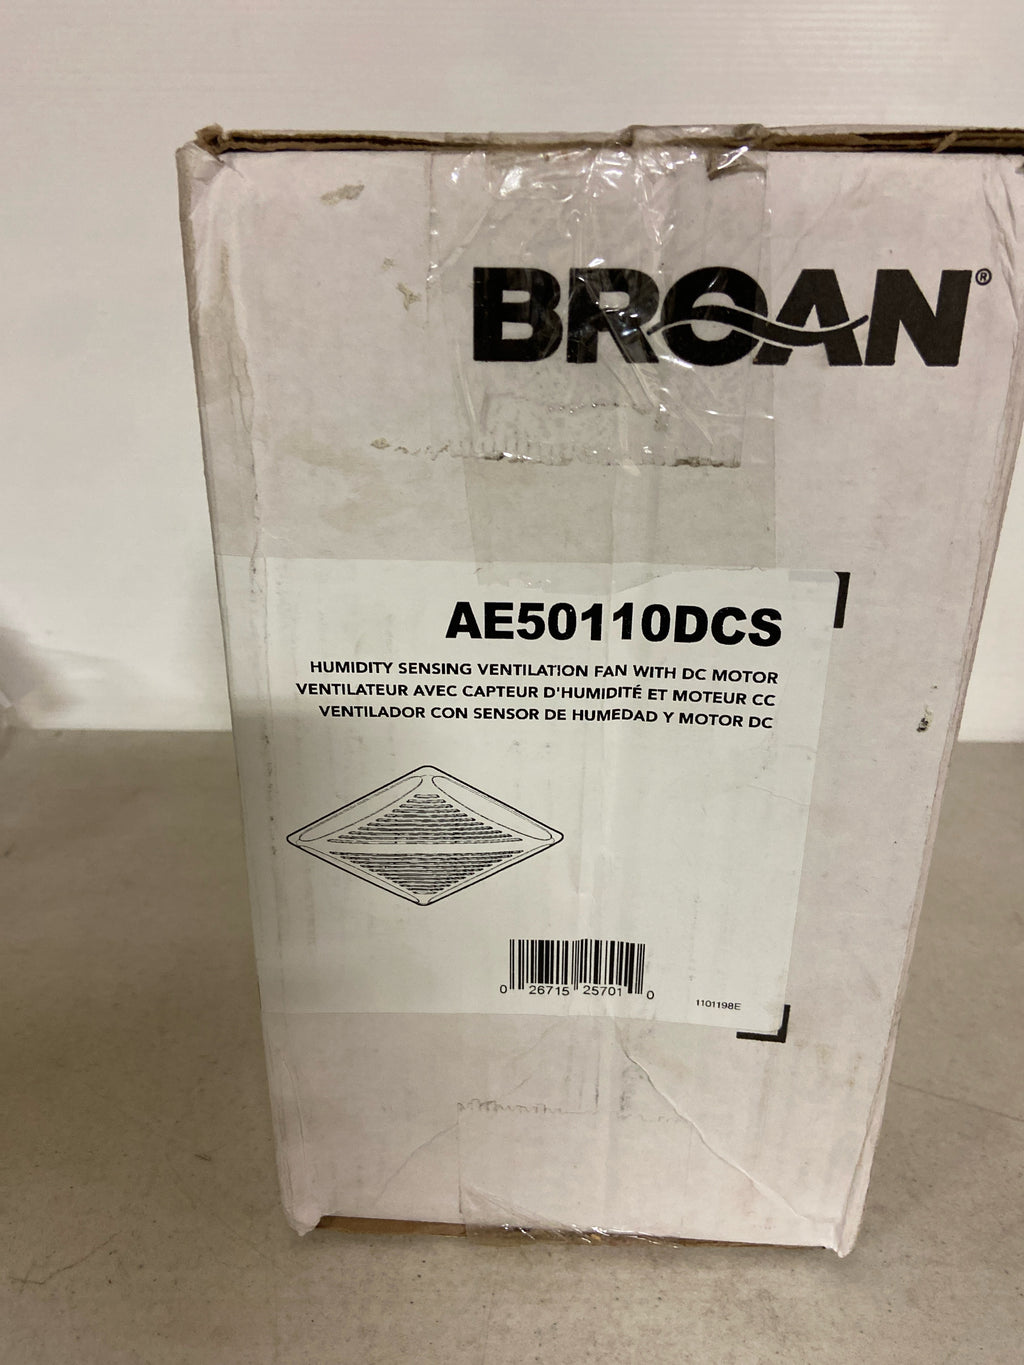 BROAN®
AE50110DCS
HUMIDITY SENSING VENTILATION FAN WITH DC MOTOR
VENTILATEUR AVEC CAPTEUR D'HUMIDITÉ ET MOTEUR CC
VENTILADOR CON SENSOR DE HUMEDAD Y MOTOR DC
0 26715 25701 0
1101198E